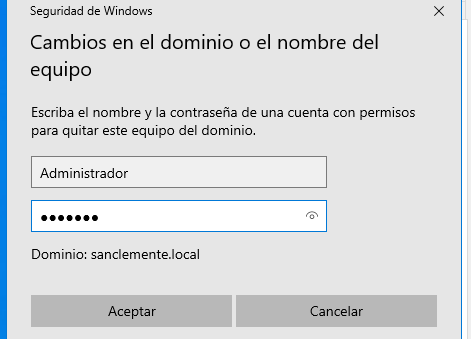 Seguridad de Windows
Cambios en el dominio o el nombre del
equipo
Escriba el nombre y la contraseña de una cuenta con permisos
para quitar este equipo del dominio.
Administrador
●●●●●●●
Dominio: sanclemente.local
Aceptar
Cancelar